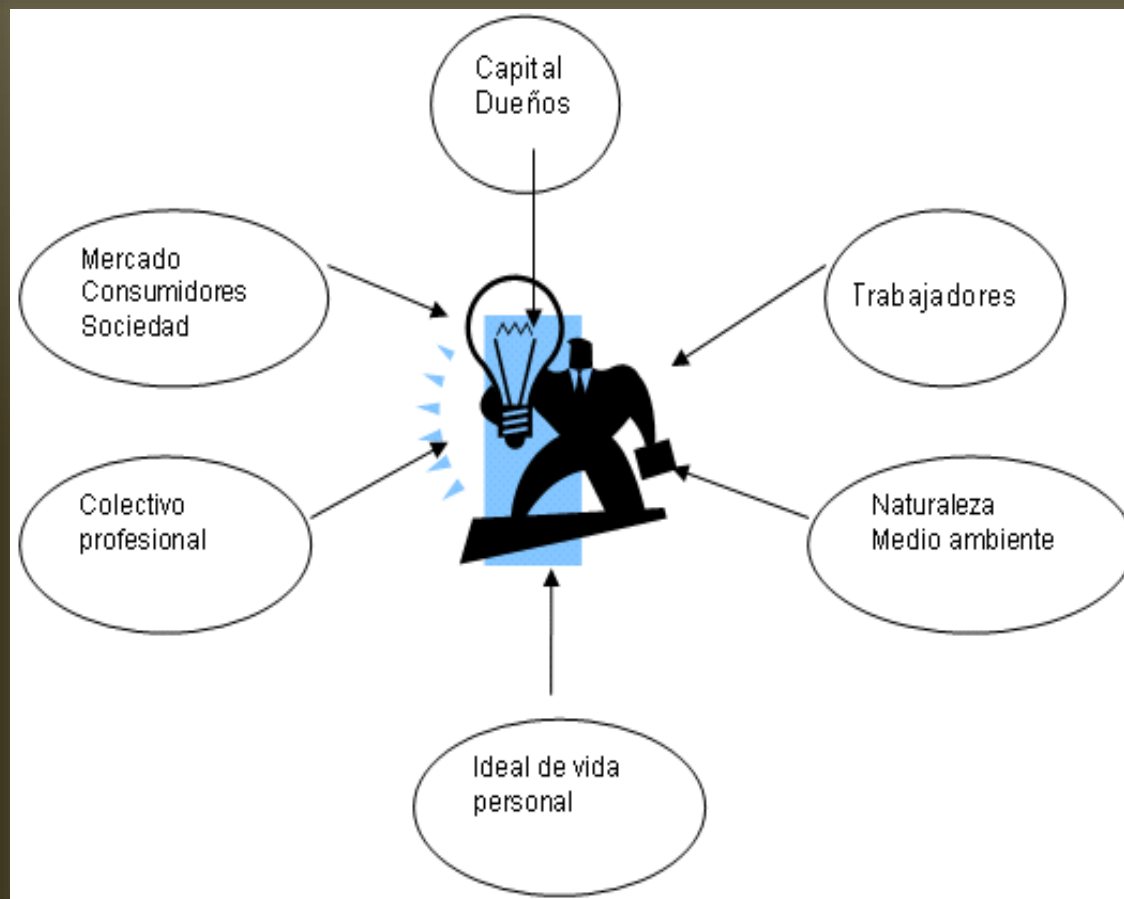 Capital
Dueños
Mercado
Consumidores
Sociedad
Trabajadores
Colectivo
profesional
Naturaleza
Medio ambiente
Ideal de vida
personal